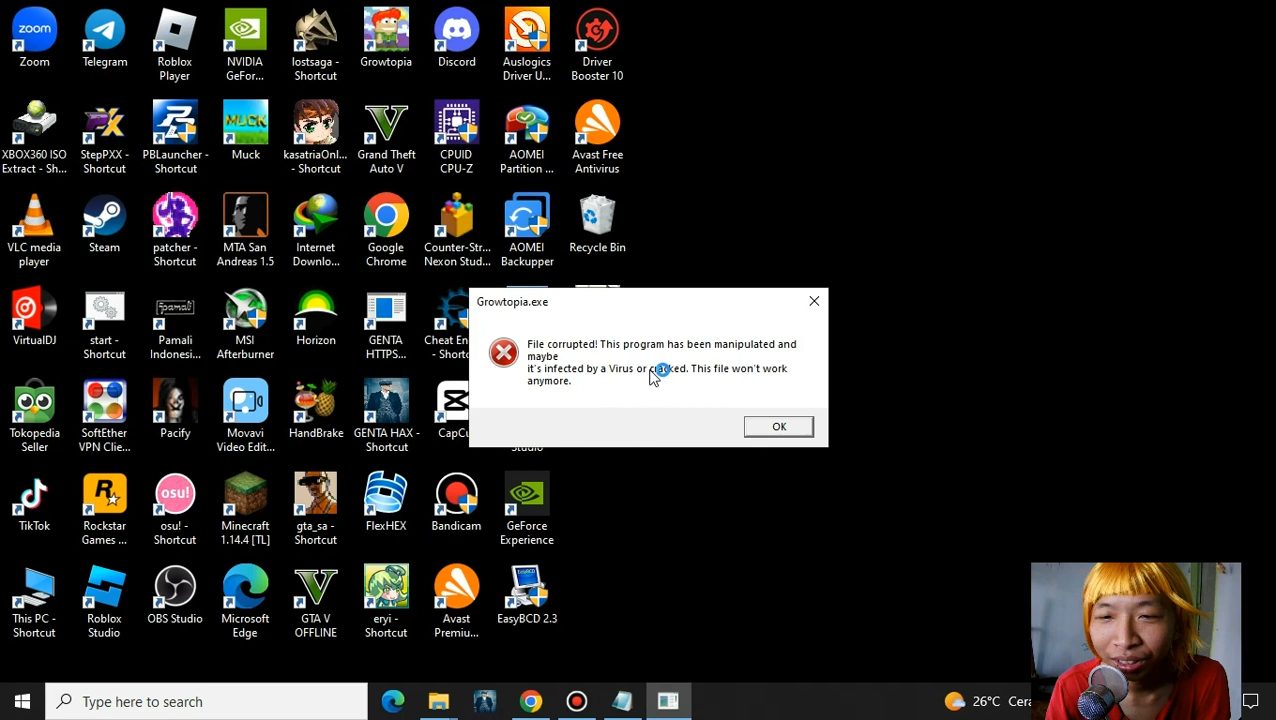 Zoom
Telegram
Roblox
Player
NVIDIA
GeFor...
lostsaga -
Shortcut
Growtopia
Discord
Auslogics
Driver U...
Driver
Booster 10
XBOX360 ISO
Extract - Sh...
StepPXX -
Shortcut
PBLauncher -
Shortcut
MUCK
Muck
kasatriaOnl...
- Shortcut
Grand Theft
Auto V
CPUID
CPU-Z
AOMEI
Partition ...
Avast Free
Antivirus
VLC media
player
Steam
patcher -
Shortcut
MTA San
Andreas 1.5
Internet
Downlo...
Google
Chrome
Counter-Str...
Nexon Stud...
AOMEI
Backupper
Recycle Bin
VirtualDJ
start -
Shortcut
Pamali
Indonesi...
MSI
Afterburner
Horizon
GENTA
HTTPS...
Cheat En
- Shorto
Growtopia.exe
File corrupted! This program has been manipulated and
maybe
it's infected by a Virus or cracked. This file won't work
anymore.
OK
Tokopedia
Seller
SoftEther
VPN Clie...
Pacify
Movavi
Video Edit...
HandBrake
GENTA HAX -
Shortcut
CapCu
Studio
TikTok
Rockstar
Games ...
osu!
osu! -
Shortcut
Minecraft
1.14.4 [TL]
gta_sa -
Shortcut
FlexHEX
Bandicam
GeForce
Experience
This PC -
Shortcut
Roblox
Studio
OBS Studio
Microsoft
Edge
GTA V
OFFLINE
eryi -
Shortcut
Avast
Premiu...
EasyBCD 2.3
Type here to search
26°C Cera